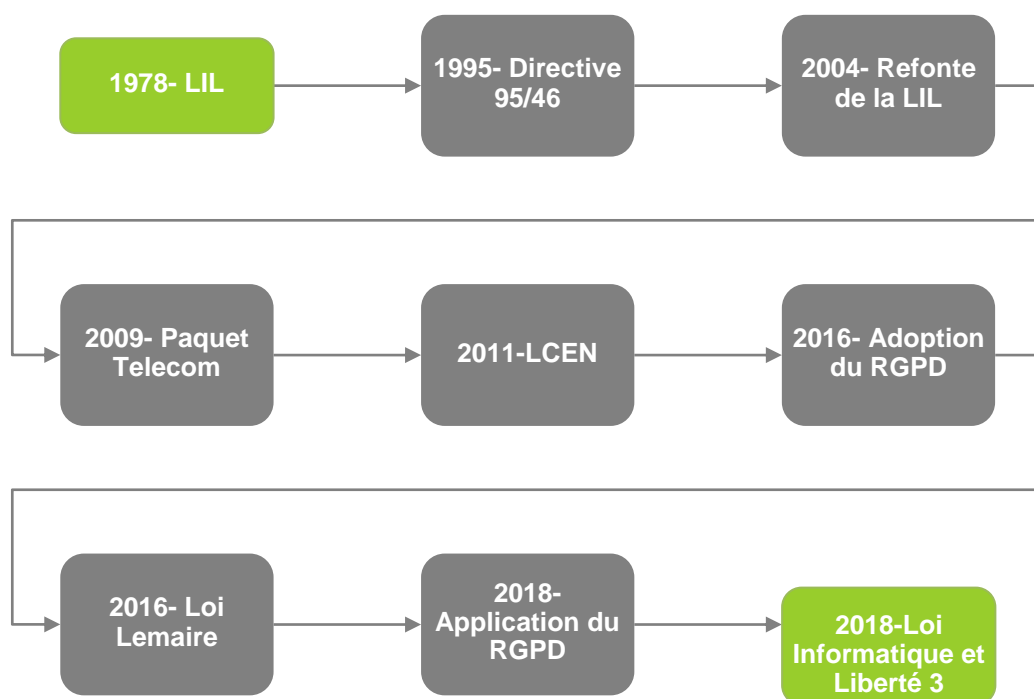 1978- LIL
1995- Directive
95/46
2004- Refonte
de la LIL
2009- Paquet
Telecom
2011-LCEN
2016- Adoption
du RGPD
2016- Loi
Lemaire
2018-
Application du
RGPD
2018-Loi
Informatique et
Liberté 3